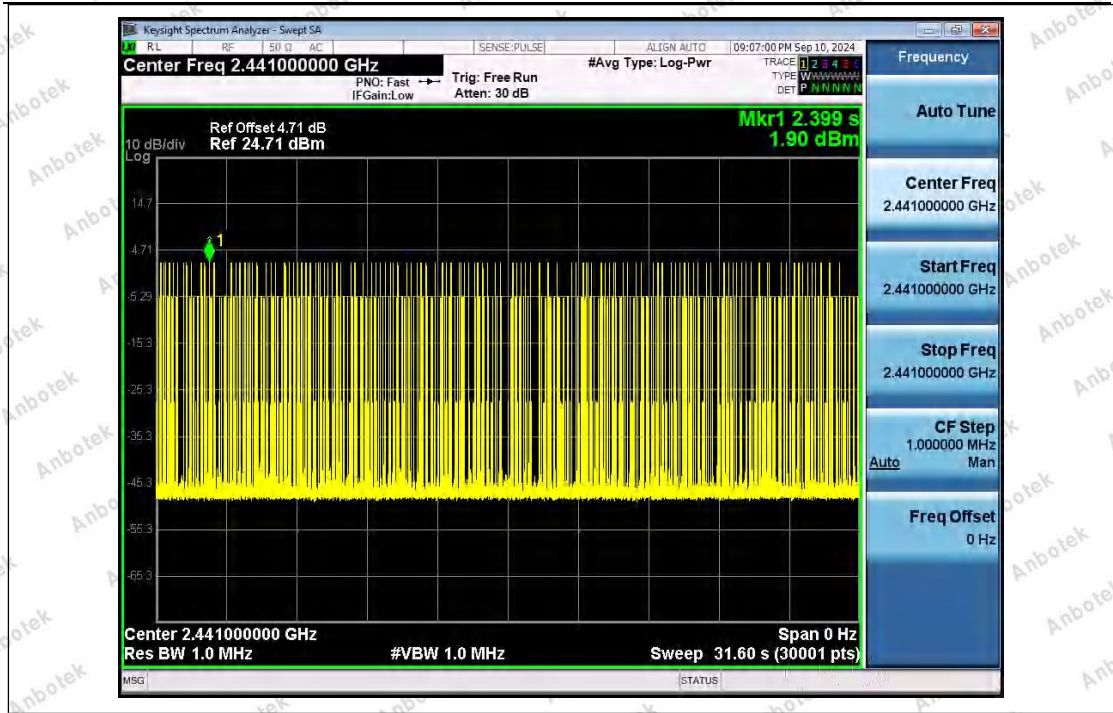 Keysight Spectrum Analyzer - Swept SA
RL RF 50 Ω AC SENSE:PULSE ALIGN AUTO 09:07:00 PM Sep 10, 2024
Center Freq 2.441000000 GHz
PNO: Fast
IFGain:Low
Trig: Free Run
Atten: 30 dB
#Avg Type: Log-Pwr
TRACE 1 2 3 4 5 6
TYPE W
DET P N N N N N
Ref Offset 4.71 dB
10 dB/div Ref 24.71 dBm
Log
Mkr1 2.399 s
1.90 dBm
1
14.7
4.71
-5.29
-15.3
-25.3
-35.3
-45.3
-55.3
-65.3
Center 2.441000000 GHz Span 0 Hz
Res BW 1.0 MHz #VBW 1.0 MHz Sweep 31.60 s (30001 pts)
MSG STATUS
Frequency
Auto Tune
Center Freq
2.441000000 GHz
Start Freq
2.441000000 GHz
Stop Freq
2.441000000 GHz
CF Step
1.000000 MHz
Auto Man
Freq Offset
0 Hz
Anbotek